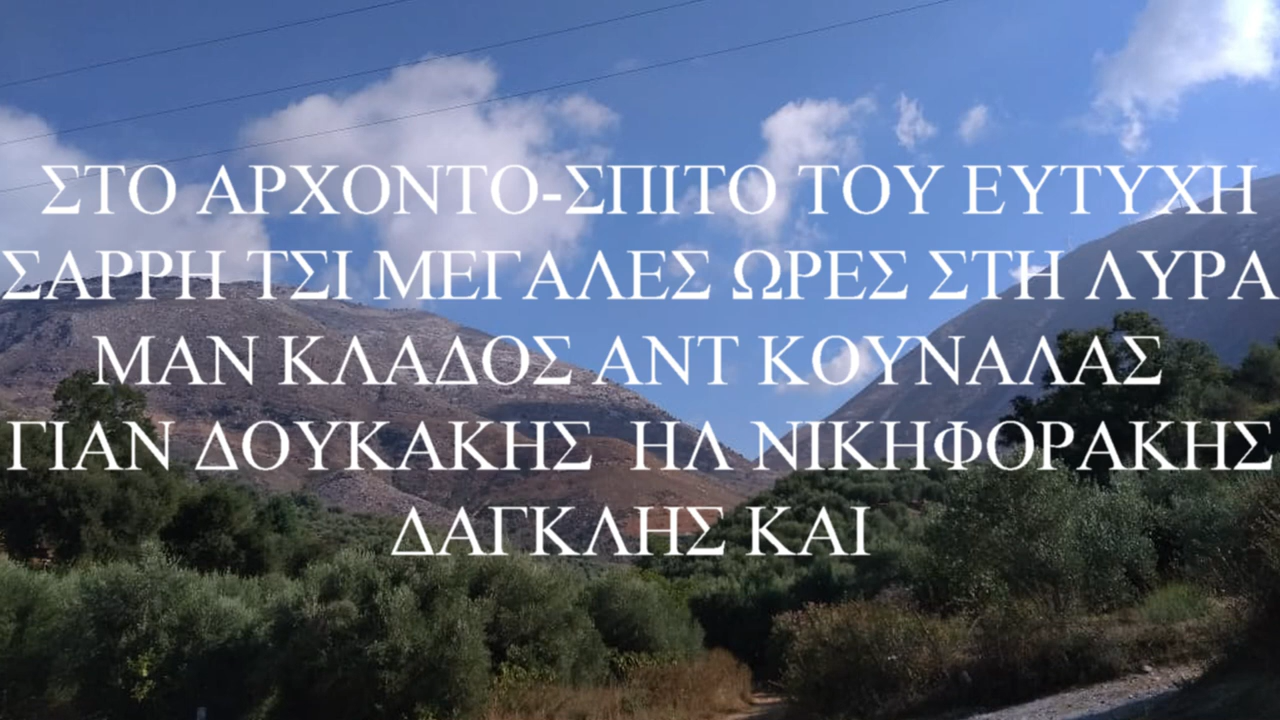 ΣΤΟ ΑΡΧΟΝΤΟ-ΣΠΙΤΟ ΤΟΥ ΕΥΤΥΧΗ
ΣΑΡΡΗ ΤΣΙ ΜΕΓΑΛΕΣ ΩΡΕΣ ΣΤΗ ΛΥΡΑ
ΜΑΝ ΚΛΑΔΟΣ ΑΝΤ ΚΟΥΝΑΛΑΣ
ΓΙΑΝ ΔΟΥΚΑΚΗΣ  ΗΛ ΝΙΚΗΦΟΡΑΚΗΣ
ΔΑΓΚΛΗΣ ΚΑΙ